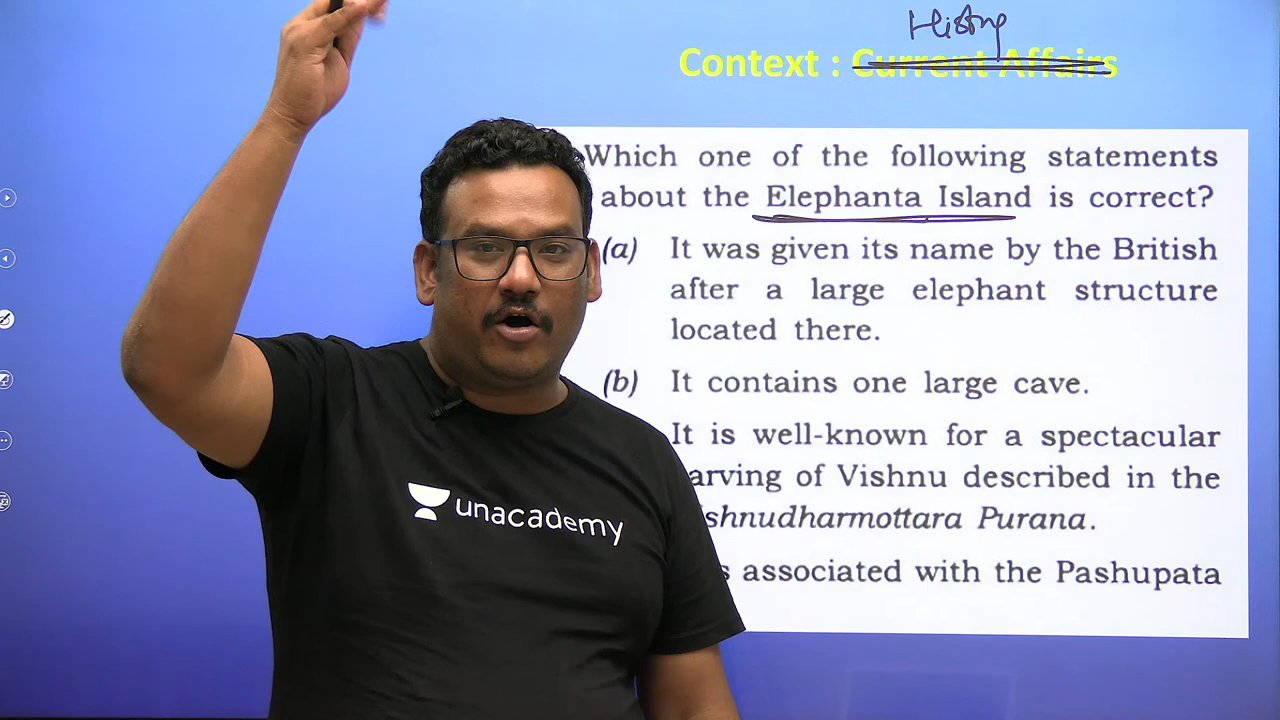 History
Context : Current Affairs
Which one of the following statements
about the Elephanta Island is correct?
(a) It was given its name by the British
after a large elephant structure
located there.
(b) It contains one large cave.
It is well-known for a spectacular
arving of Vishnu described in the
shnudharmottara Purana.
s associated with the Pashupata
unacademy